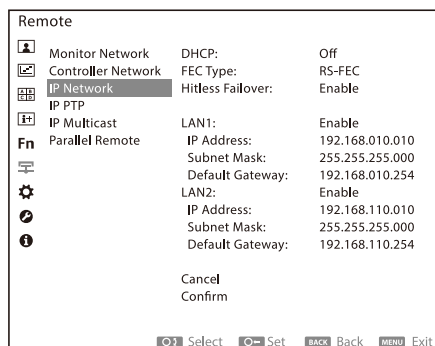 Remote
Monitor Network
Controller Network
IP Network
IP PTP
IP Multicast
Parallel Remote
Fn
DHCP: Off
FEC Type: RS-FEC
Hitless Failover: Enable
LAN1: Enable
IP Address: 192.168.010.010
Subnet Mask: 255.255.255.000
Default Gateway: 192.168.010.254
LAN2: Enable
IP Address: 192.168.110.010
Subnet Mask: 255.255.255.000
Default Gateway: 192.168.110.254
Cancel
Confirm
Select Set BACK Back MENU Exit